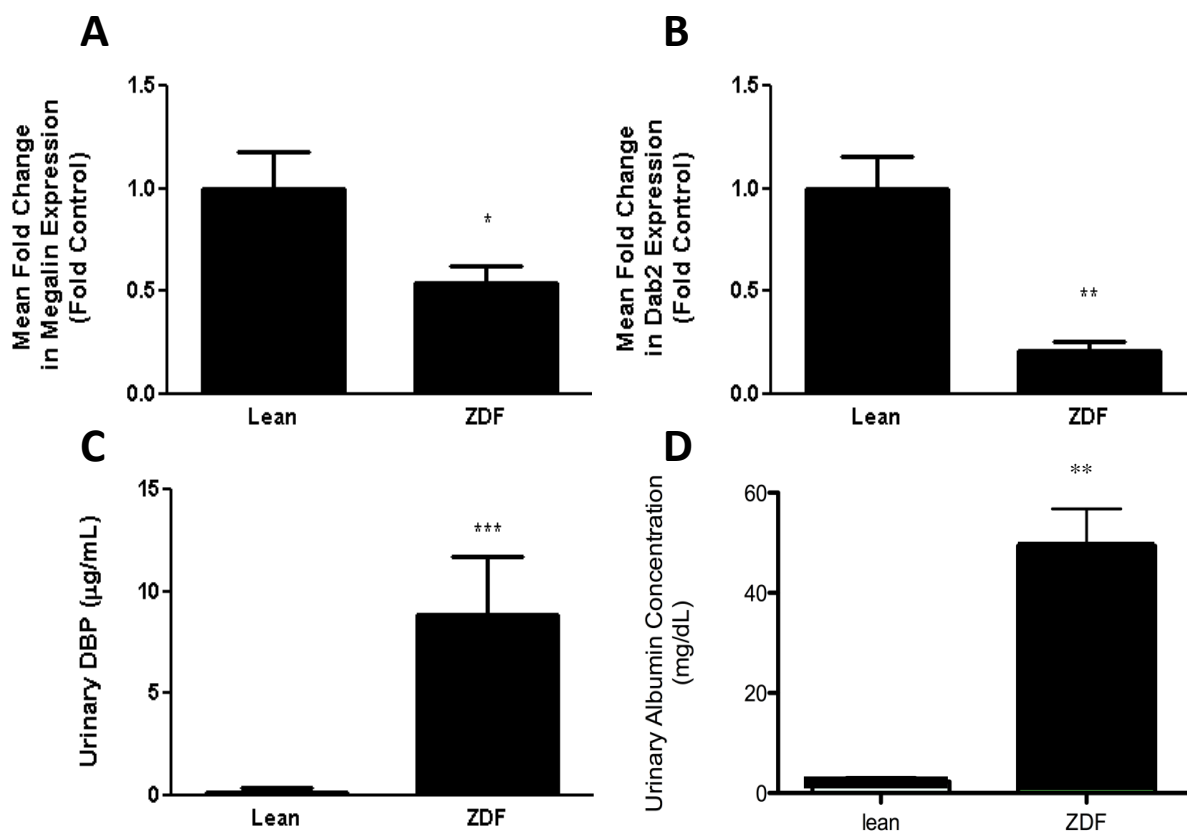 A
Mean Fold Change
in Megalin Expression
(Fold Control)
1.5
1.0
0.5
0.0
*
Lean
ZDF
B
Mean Fold Change
in Dab2 Expression
(Fold Control)
1.5
1.0
0.5
0.0
**
Lean
ZDF
C
Urinary DBP (µg/mL)
15
10
5
0
***
Lean
ZDF
D
Urinary Albumin Concentration
(mg/dL)
60
40
20
0
**
lean
ZDF